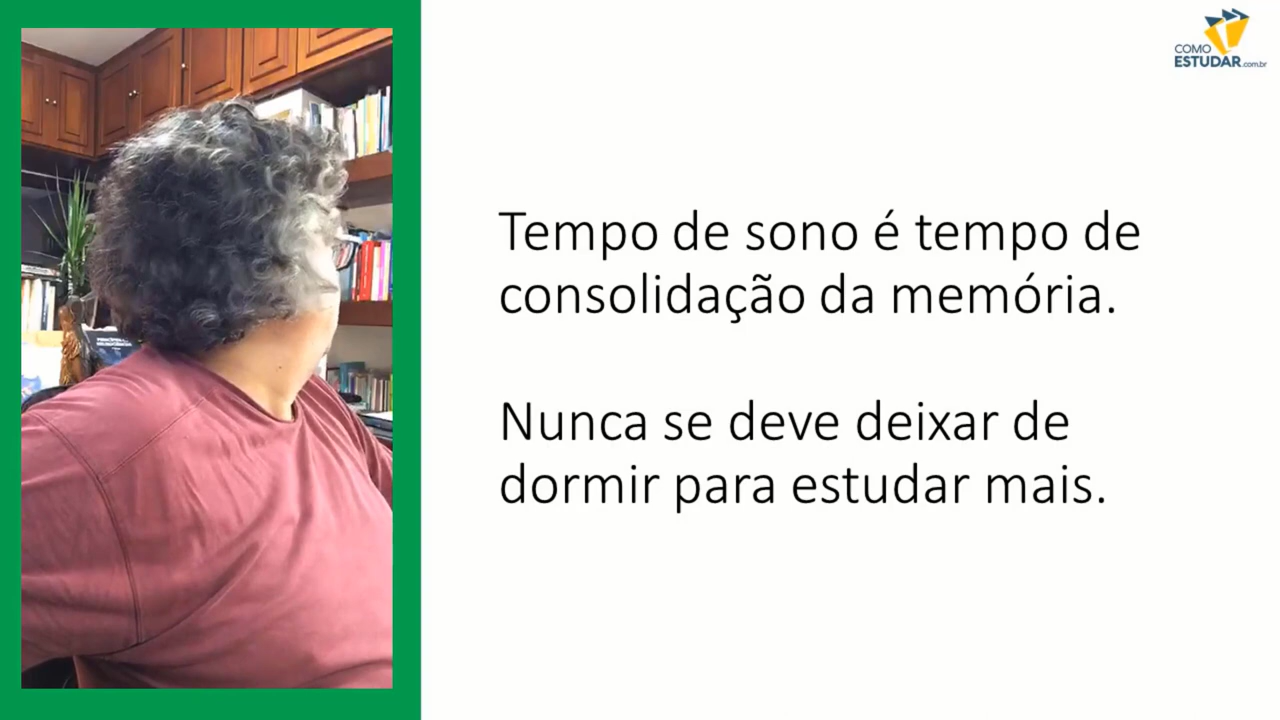 COMO
ESTUDAR.com.br
Tempo de sono é tempo de
consolidação da memória.
Nunca se deve deixar de
dormir para estudar mais.